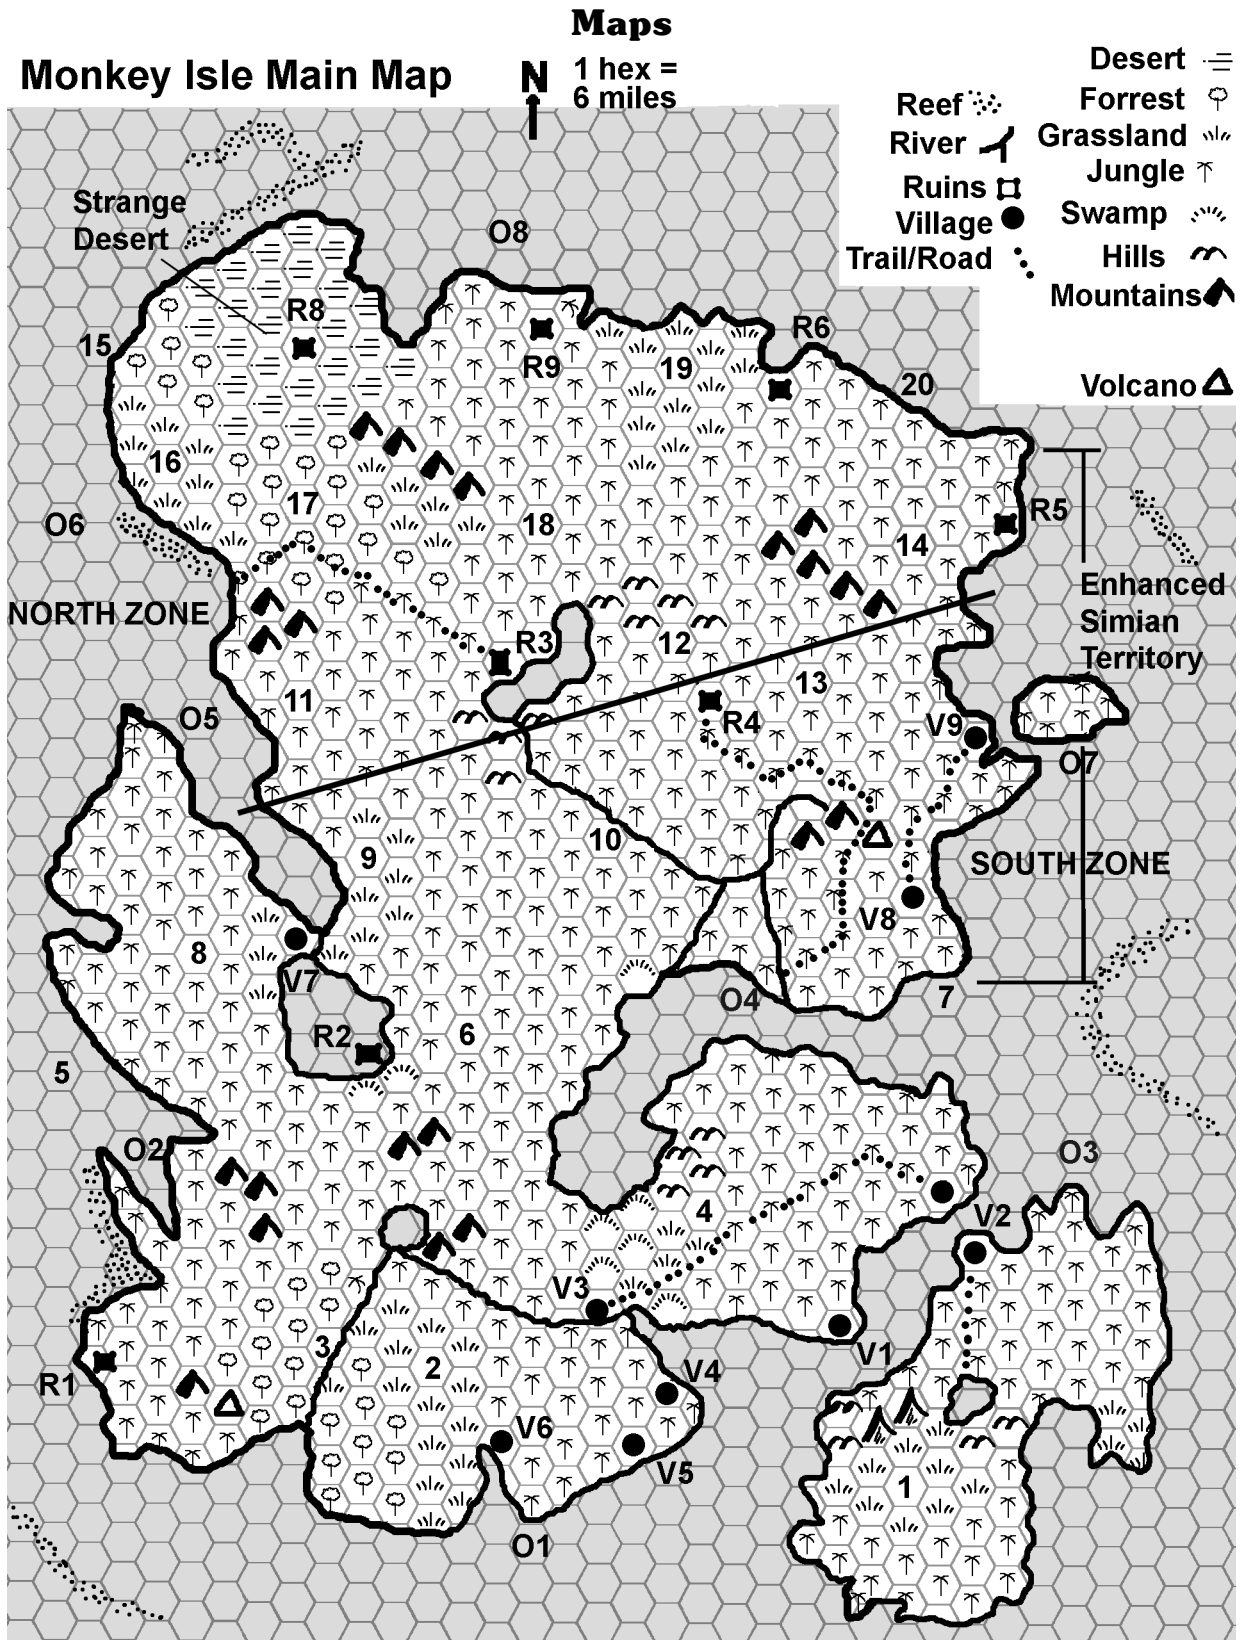 Maps
Monkey Isle Main Map
N
1 hex =
6 miles
Desert
Reef
Forrest
River
Grassland
Jungle
Ruins
Village
Swamp
Trail/Road
Hills
Mountains
Volcano
Strange
Desert
O8
R8
R6
15
R9
19
20
16
17
18
O6
R5
14
NORTH ZONE
Enhanced
Simian
Territory
R3
12
13
11
O5
R4
V9
O7
9
10
SOUTH ZONE
V8
8
V7
O4
7
R2
6
5
O2
O3
4
V2
V3
3
2
V1
R1
V4
V6
V5
1
O1